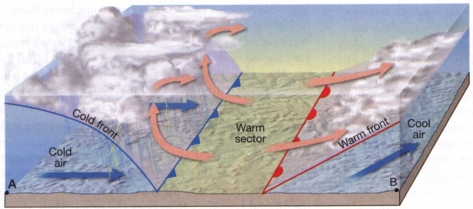 Cold front
Cold
air
Warm
sector
Warm front
Cool
air
A
B